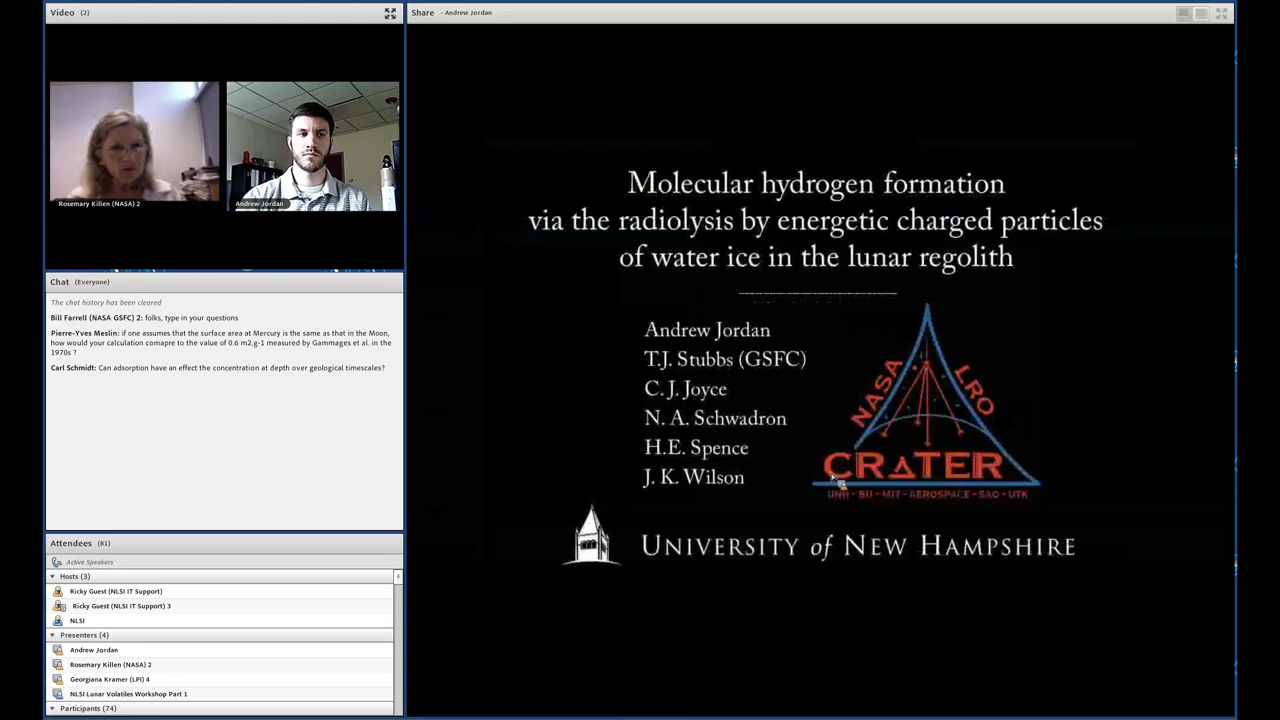 Video (2)
Rosemary Killen (NASA) 2
Andrew Jordan
Chat (Everyone)
The chat history has been cleared
Bill Farrell (NASA GSFC) 2: folks, type in your questions
Pierre-Yves Meslin: if one assumes that the surface area at Mercury is the same as that in the Moon,
how would your calculation comapre to the value of 0.6 m2.g-1 measured by Gammages et al. in the
1970s ?
Carl Schmidt: Can adsorption have an effect the concentration at depth over geological timescales?
Attendees (81)
Active Speakers
Hosts (3)
Ricky Guest (NLSI IT Support)
Ricky Guest (NLSI IT Support) 3
NLSI
Presenters (4)
Andrew Jordan
Rosemary Killen (NASA) 2
Georgiana Kramer (LPI) 4
NLSI Lunar Volatiles Workshop Part 1
Participants (74)
Share - Andrew Jordan
Molecular hydrogen formation
via the radiolysis by energetic charged particles
of water ice in the lunar regolith
Andrew Jordan
T.J. Stubbs (GSFC)
C. J. Joyce
N. A. Schwadron
H.E. Spence
J. K. Wilson
NASA LRO
CRATER
UNH - BU - MIT - AEROSPACE - SAO - UTK
UNIVERSITY of NEW HAMPSHIRE